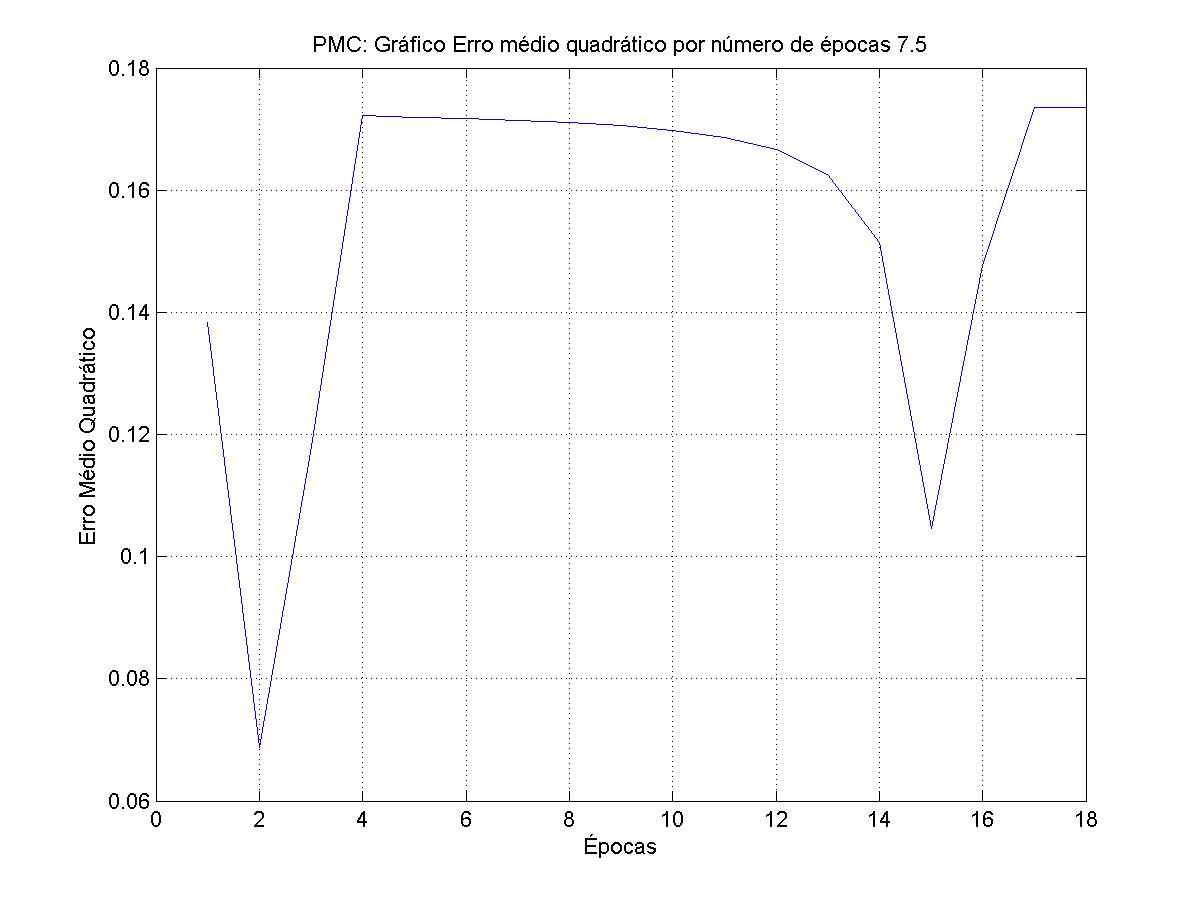 PMC: Gráfico Erro médio quadrático por número de épocas 7.5
0.18
0.16
0.14
0.12
0.1
0.08
0.06
Erro Médio Quadrático
0 2 4 6 8 10 12 14 16 18
Épocas